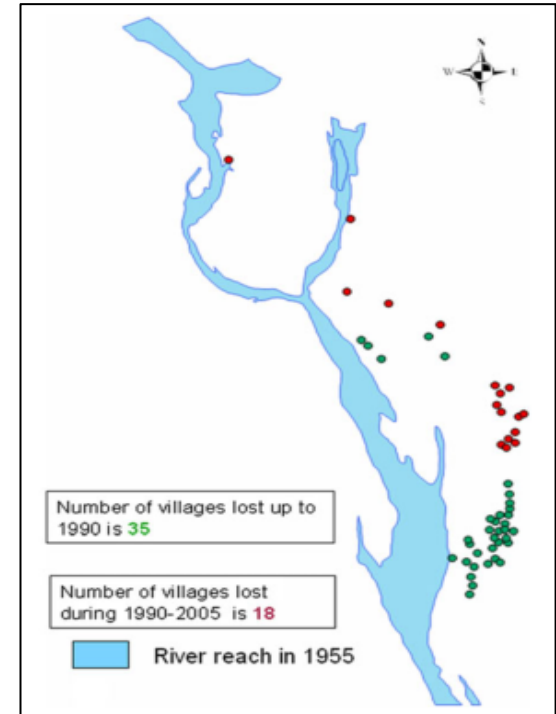 N
W E
S
Number of villages lost up to
1990 is 35
Number of villages lost
during 1990-2005 is 18
River reach in 1955